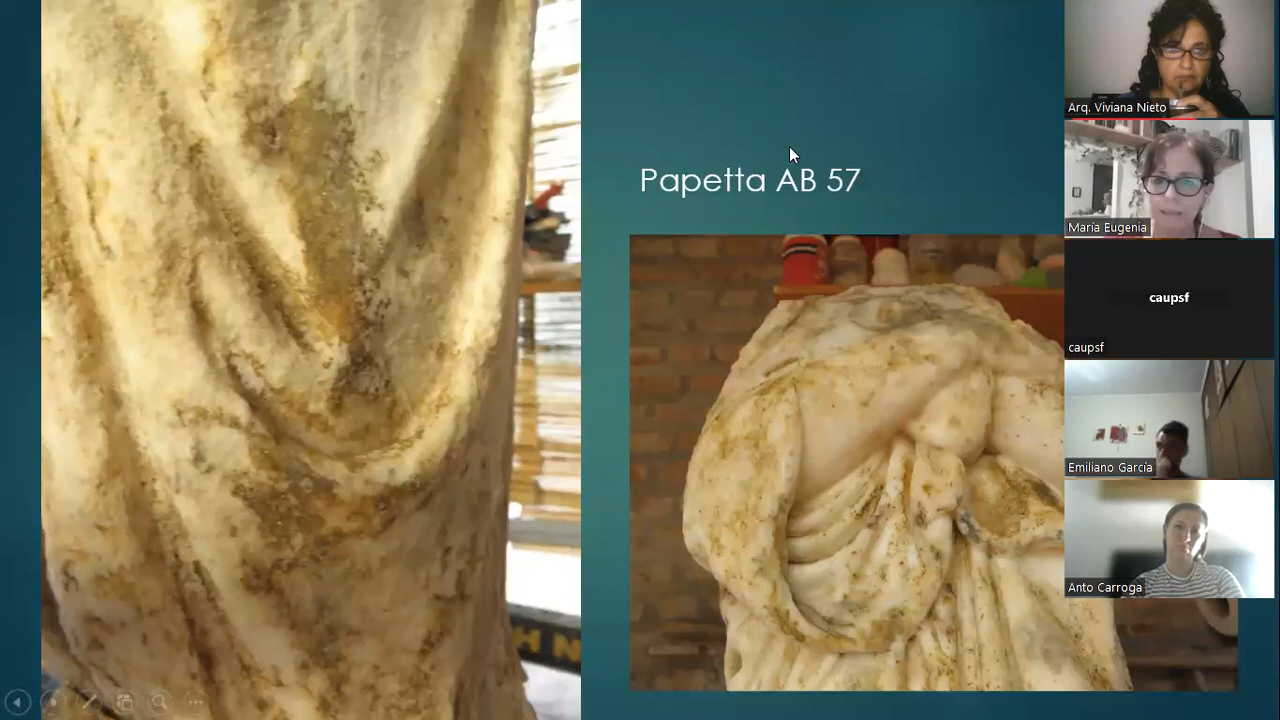 Papetta AB 57
Arq. Viviana Nieto
María Eugenia
caupsf
caupsf
Emiliano García
Anto Carroga
H N